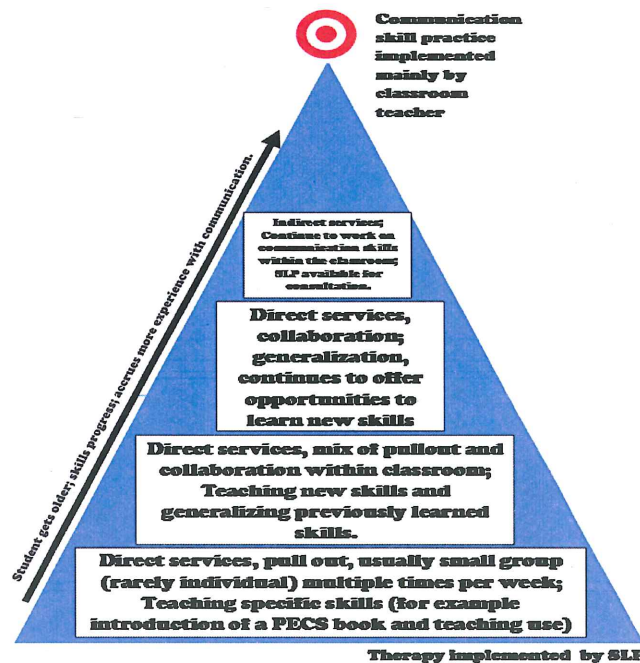 Communication
skill practice
implemented
mainly by
classroom
teacher
Student gets older; skills progress; accrues more experience with communication.
Indirect services;
Continue to work on
communication skills
within the classroom;
SLP available for
consultation.
Direct services,
collaboration;
generalization,
continues to offer
opportunities to
learn new skills
Direct services, mix of pullout and
collaboration within classroom;
Teaching new skills and
generalizing previously learned
skills.
Direct services, pull out, usually small group
(rarely individual) multiple times per week;
Teaching specific skills (for example
introduction of a PECS book and teaching use)
Therapy implemented by SLP